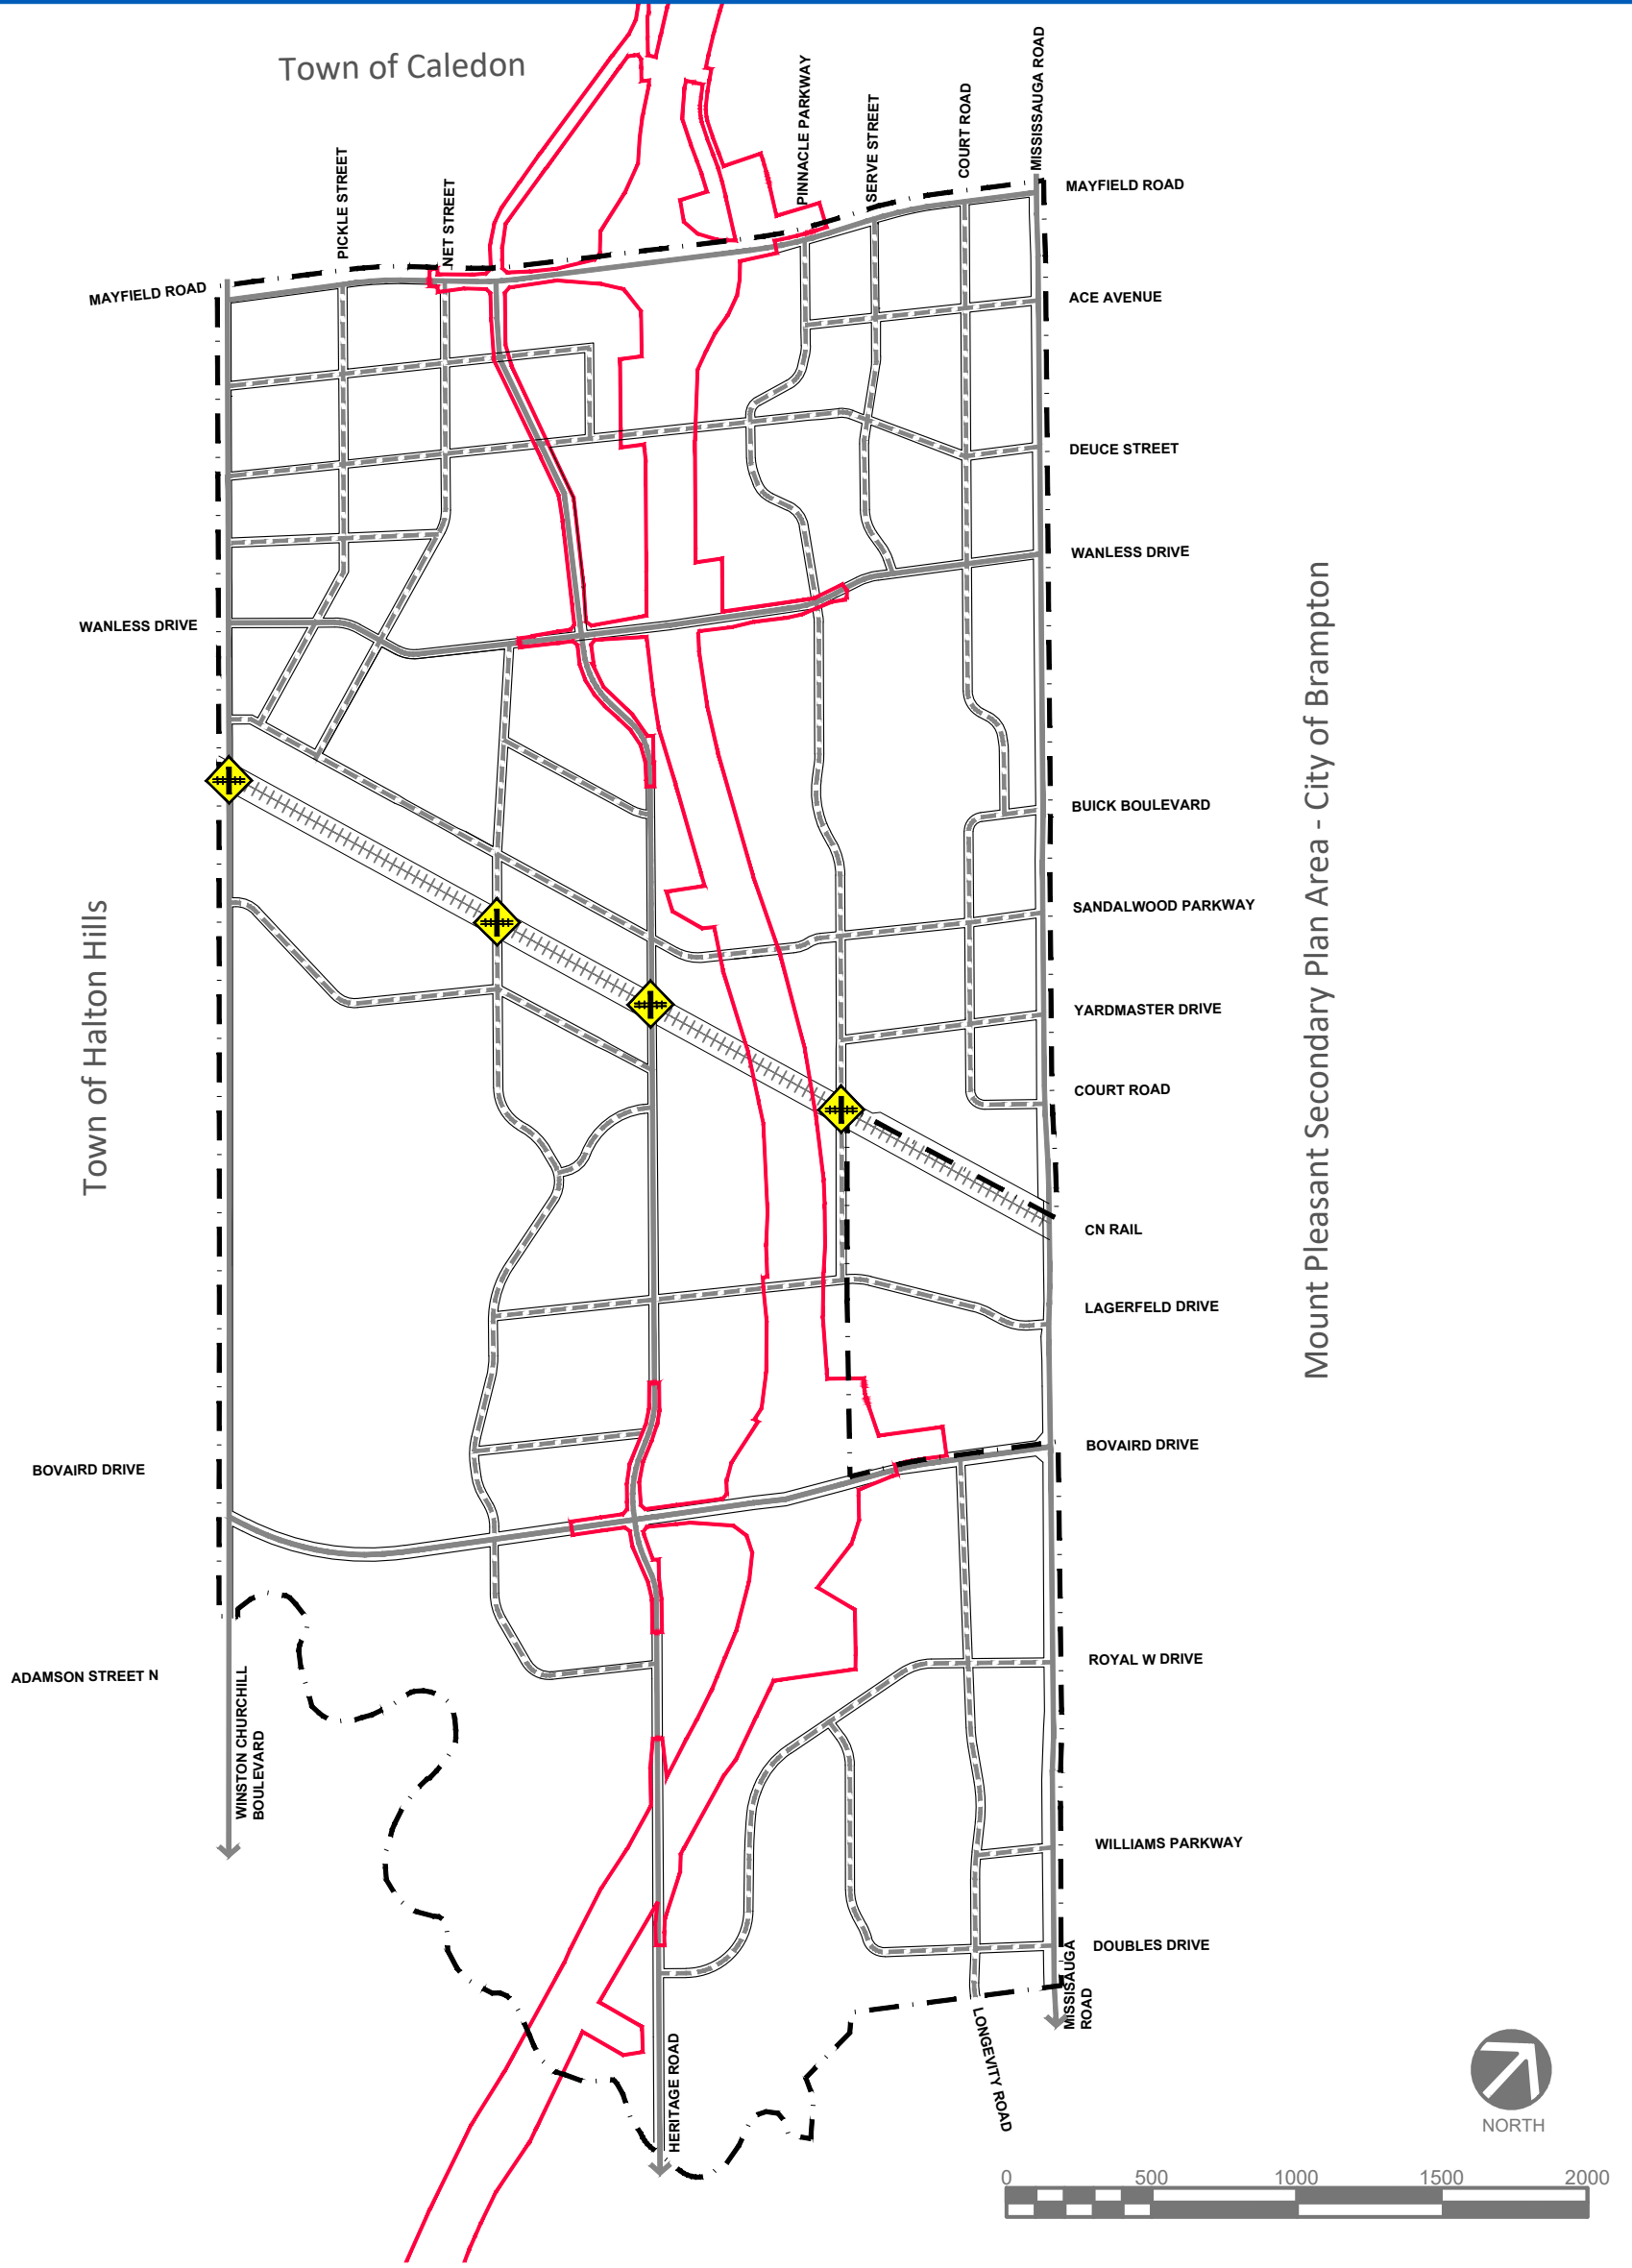 Town of Caledon
PICKLE STREET
NET STREET
PINNACLE PARKWAY
SERVE STREET
COURT ROAD
MISSISSAUGA ROAD
MAYFIELD ROAD
MAYFIELD ROAD
ACE AVENUE
DEUCE STREET
WANLESS DRIVE
WANLESS DRIVE
BUICK BOULEVARD
SANDALWOOD PARKWAY
YARDMASTER DRIVE
COURT ROAD
CN RAIL
LAGERFELD DRIVE
BOVAIRD DRIVE
BOVAIRD DRIVE
ROYAL W DRIVE
ADAMSON STREET N
WINSTON CHURCHILL
BOULEVARD
WILLIAMS PARKWAY
DOUBLES DRIVE
MISSISSAUGA
ROAD
LONGEVITY ROAD
HERITAGE ROAD
Town of Halton Hills
Mount Pleasant Secondary Plan Area - City of Brampton
NORTH
0 500 1000 1500 2000